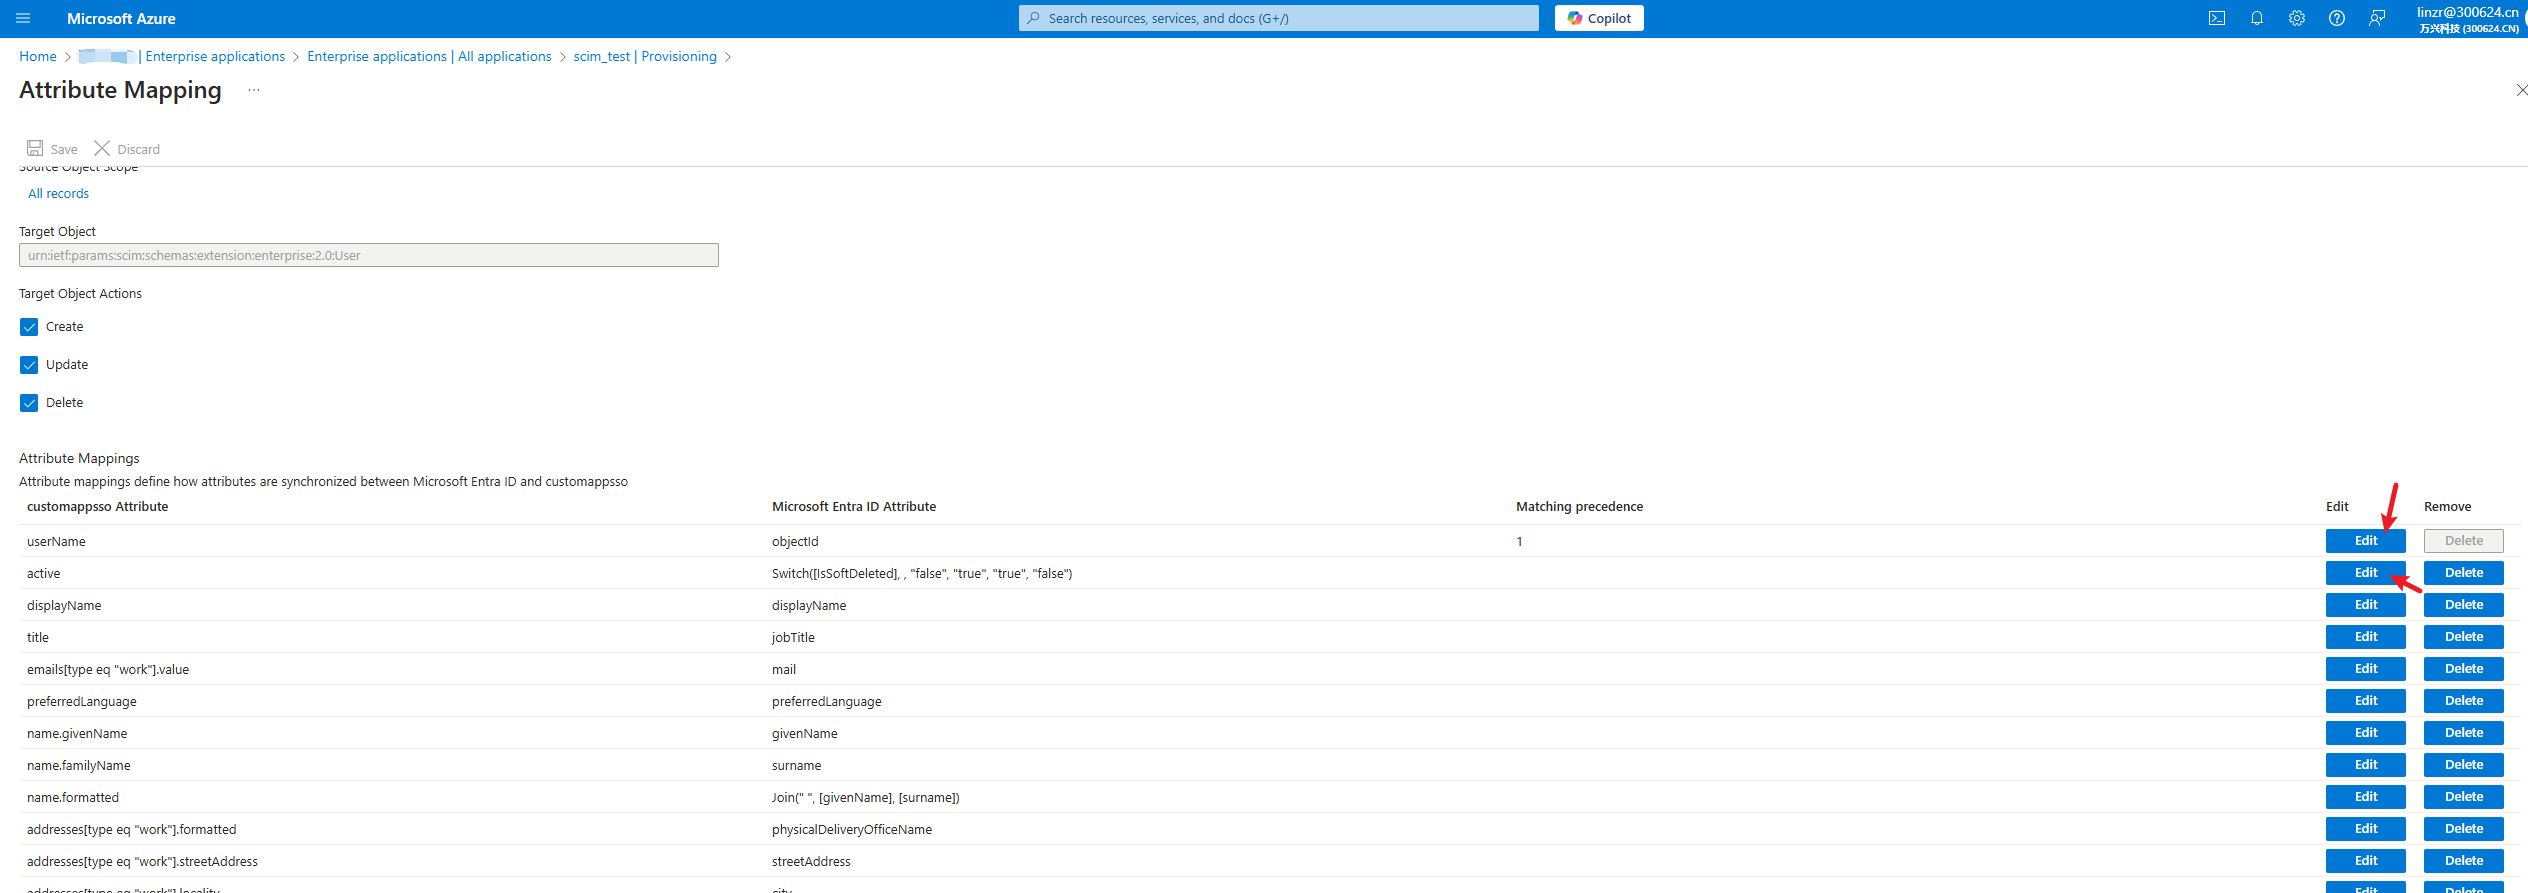 Microsoft Azure
Search resources, services, and docs (G+/)
Copilot
linzr@300624.cn
万兴科技 (300624.CN)
Home > | Enterprise applications > Enterprise applications | All applications > scim_test | Provisioning >
Attribute Mapping ...
Save Discard
Source Object Scope
All records
Target Object
urn:ietf:params:scim:schemas:extension:enterprise:2.0:User
Target Object Actions
Create
Update
Delete
Attribute Mappings
Attribute mappings define how attributes are synchronized between Microsoft Entra ID and customappsso
customappsso Attribute Microsoft Entra ID Attribute Matching precedence Edit Remove
userName objectId 1 Edit Delete
active Switch([IsSoftDeleted], , "false", "true", "true", "false") Edit Delete
displayName displayName Edit Delete
title jobTitle Edit Delete
emails[type eq "work"].value mail Edit Delete
preferredLanguage preferredLanguage Edit Delete
name.givenName givenName Edit Delete
name.familyName surname Edit Delete
name.formatted Join(" ", [givenName], [surname]) Edit Delete
addresses[type eq "work"].formatted physicalDeliveryOfficeName Edit Delete
addresses[type eq "work"].streetAddress streetAddress Edit Delete
addresses[type eq "work"].locality city Edit Delete